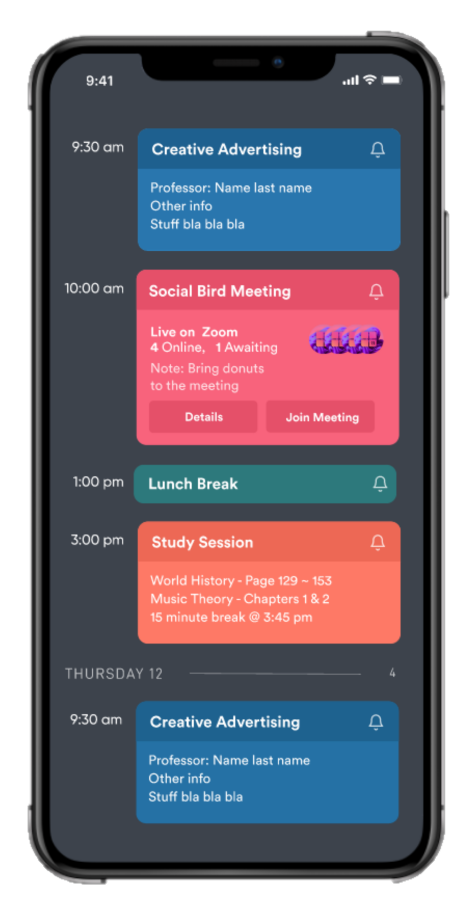 9:41
9:30 am
Creative Advertising
Professor: Name last name
Other info
Stuff bla bla bla
10:00 am
Social Bird Meeting
Live on Zoom
4 Online, 1 Awaiting
Note: Bring donuts
to the meeting
Details
Join Meeting
1:00 pm
Lunch Break
3:00 pm
Study Session
World History - Page 129 ~ 153
Music Theory - Chapters 1 & 2
15 minute break @ 3:45 pm
THURSDAY 12
4
9:30 am
Creative Advertising
Professor: Name last name
Other info
Stuff bla bla bla